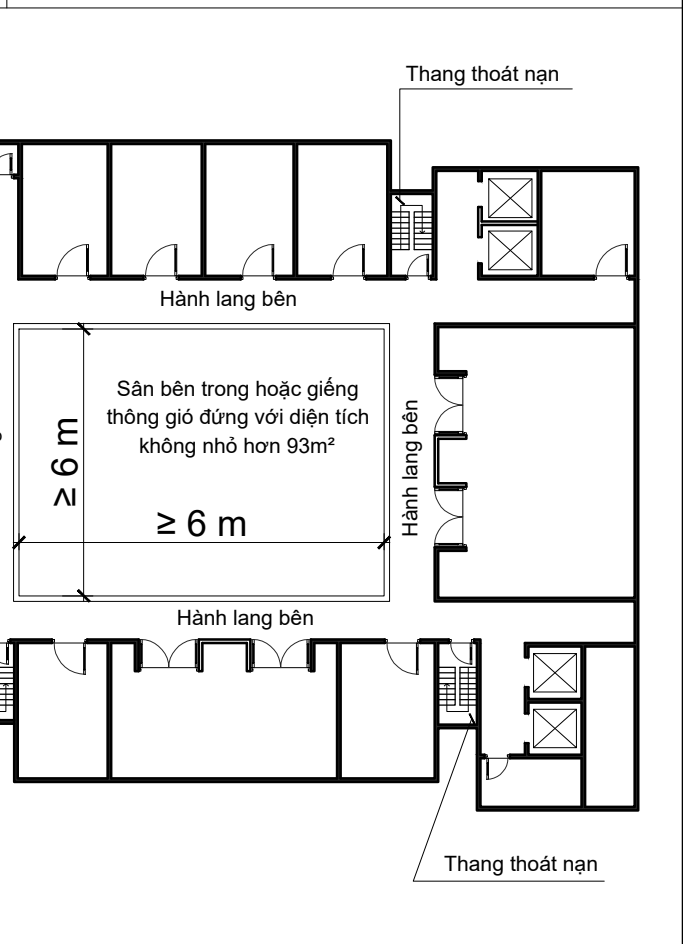 Thang thoát nạn
Hành lang bên
Sân bên trong hoặc giếng
thông gió đứng với diện tích
không nhỏ hơn 93m²
≥ 6 m
≥ 6 m
Hành lang bên
Hành lang bên
Thang thoát nạn